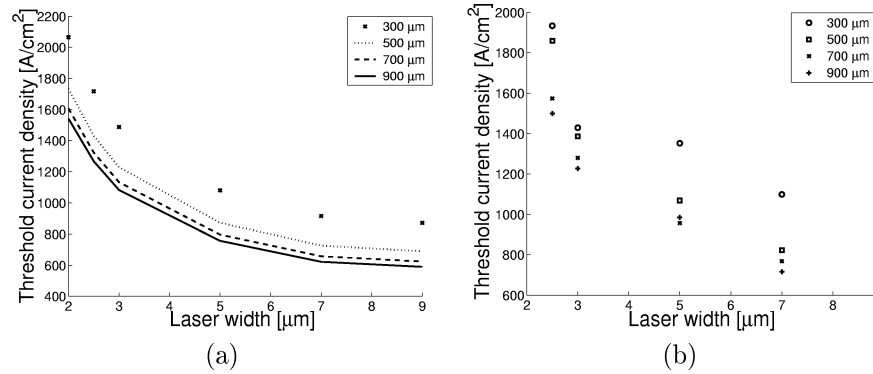 Threshold current density [A/cm²]
2200
2000
1800
1600
1400
1200
1000
800
600
400
2 3 4 5 6 7 8 9
Laser width [μm]
300 μm
500 μm
700 μm
900 μm
(a)
Threshold current density [A/cm²]
2000
1800
1600
1400
1200
1000
800
600
2 3 4 5 6 7 8
Laser width [μm]
300 μm
500 μm
700 μm
900 μm
(b)